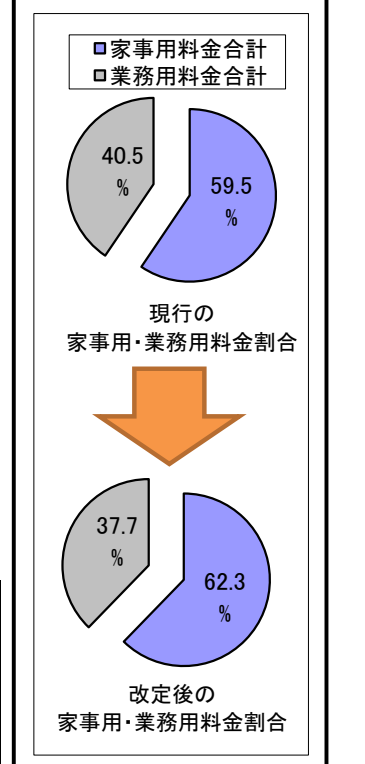 家事用料金合計
業務用料金合計
40.5
%
59.5
%
現行の
家事用・業務用料金割合
37.7
%
62.3
%
改定後の
家事用・業務用料金割合